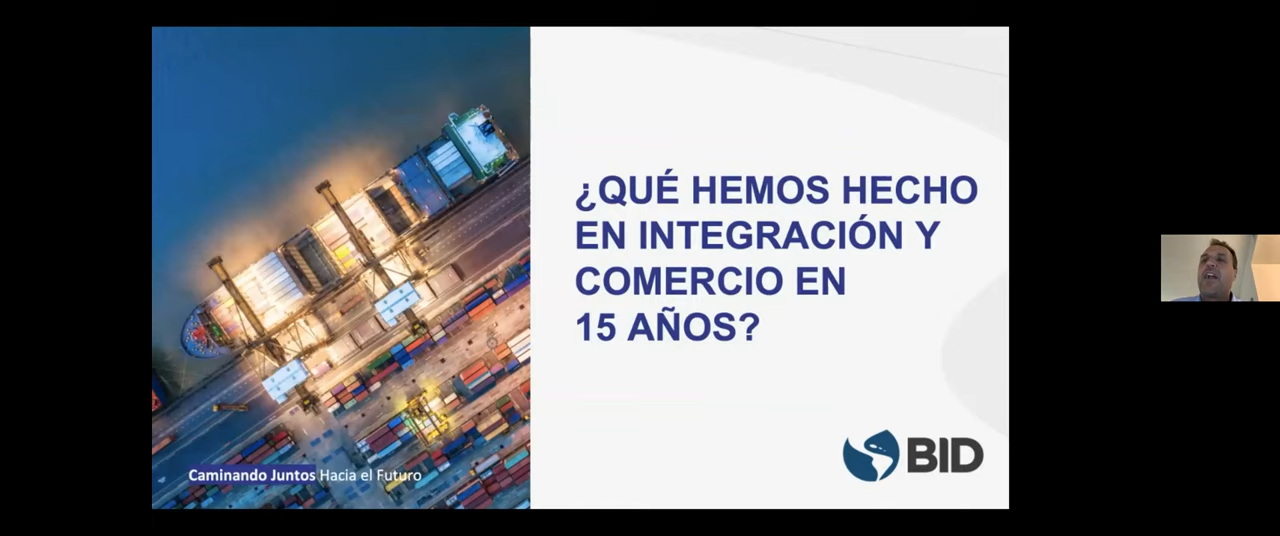 ¿QUÉ HEMOS HECHO
EN INTEGRACIÓN Y
COMERCIO EN
15 AÑOS?
Caminando Juntos Hacia el Futuro
BID